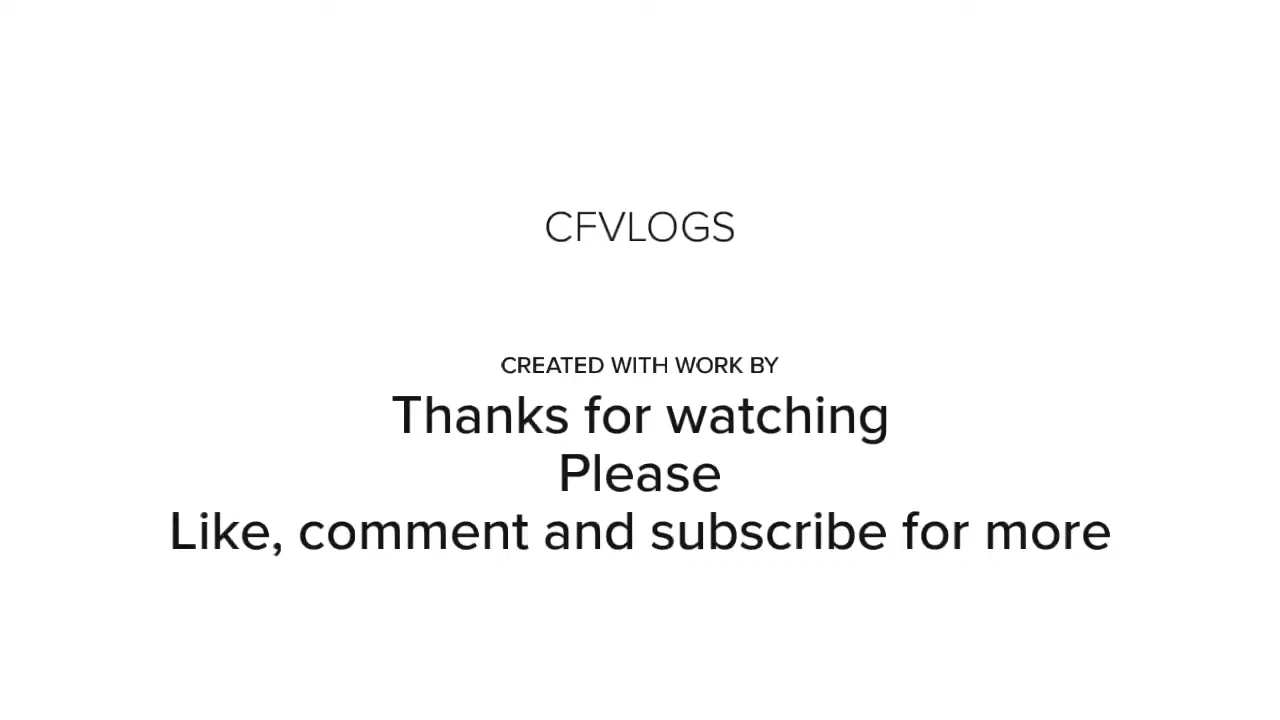 CFVLOGS
CREATED WITH WORK BY
Thanks for watching
Please
Like, comment and subscribe for more